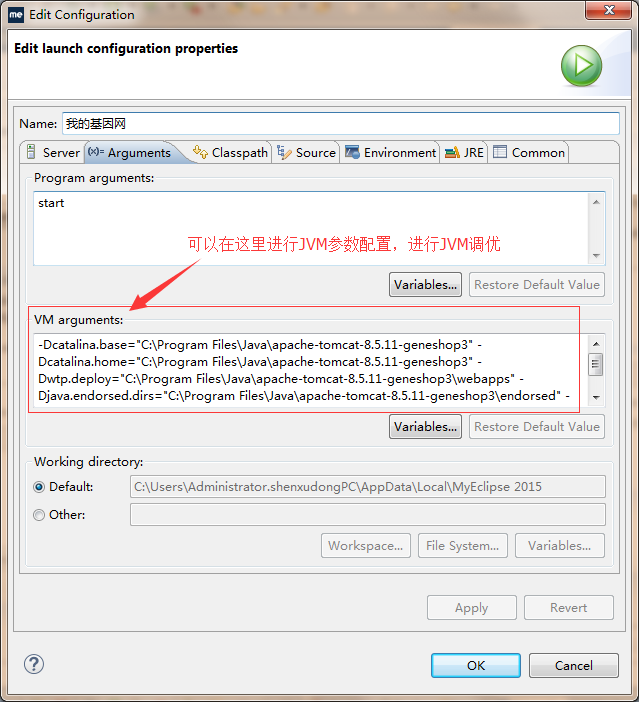 me Edit Configuration
Edit launch configuration properties
Name: 我的基因网
Server (x)= Arguments Classpath Source Environment JRE Common
Program arguments:
start
可以在这里进行JVM参数配置，进行JVM调优
Variables... Restore Default Value
VM arguments:
-Dcatalina.base="C:\Program Files\Java\apache-tomcat-8.5.11-geneshop3" -
Dcatalina.home="C:\Program Files\Java\apache-tomcat-8.5.11-geneshop3" -
Dwtp.deploy="C:\Program Files\Java\apache-tomcat-8.5.11-geneshop3\webapps" -
Djava.endorsed.dirs="C:\Program Files\Java\apache-tomcat-8.5.11-geneshop3\endorsed" -
Variables... Restore Default Value
Working directory:
Default: C:\Users\Administrator.shenxudongPC\AppData\Local\MyEclipse 2015
Other:
Workspace... File System... Variables...
Apply Revert
? OK Cancel